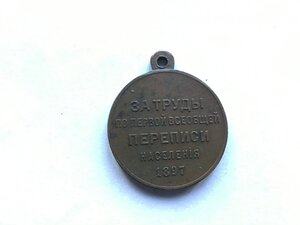 ЗА ТРУДЫ
ПО ПЕРВОЙ ВСЕОБЩЕЙ
ПЕРЕПИСИ
НАСЕЛЕНІЯ
1897